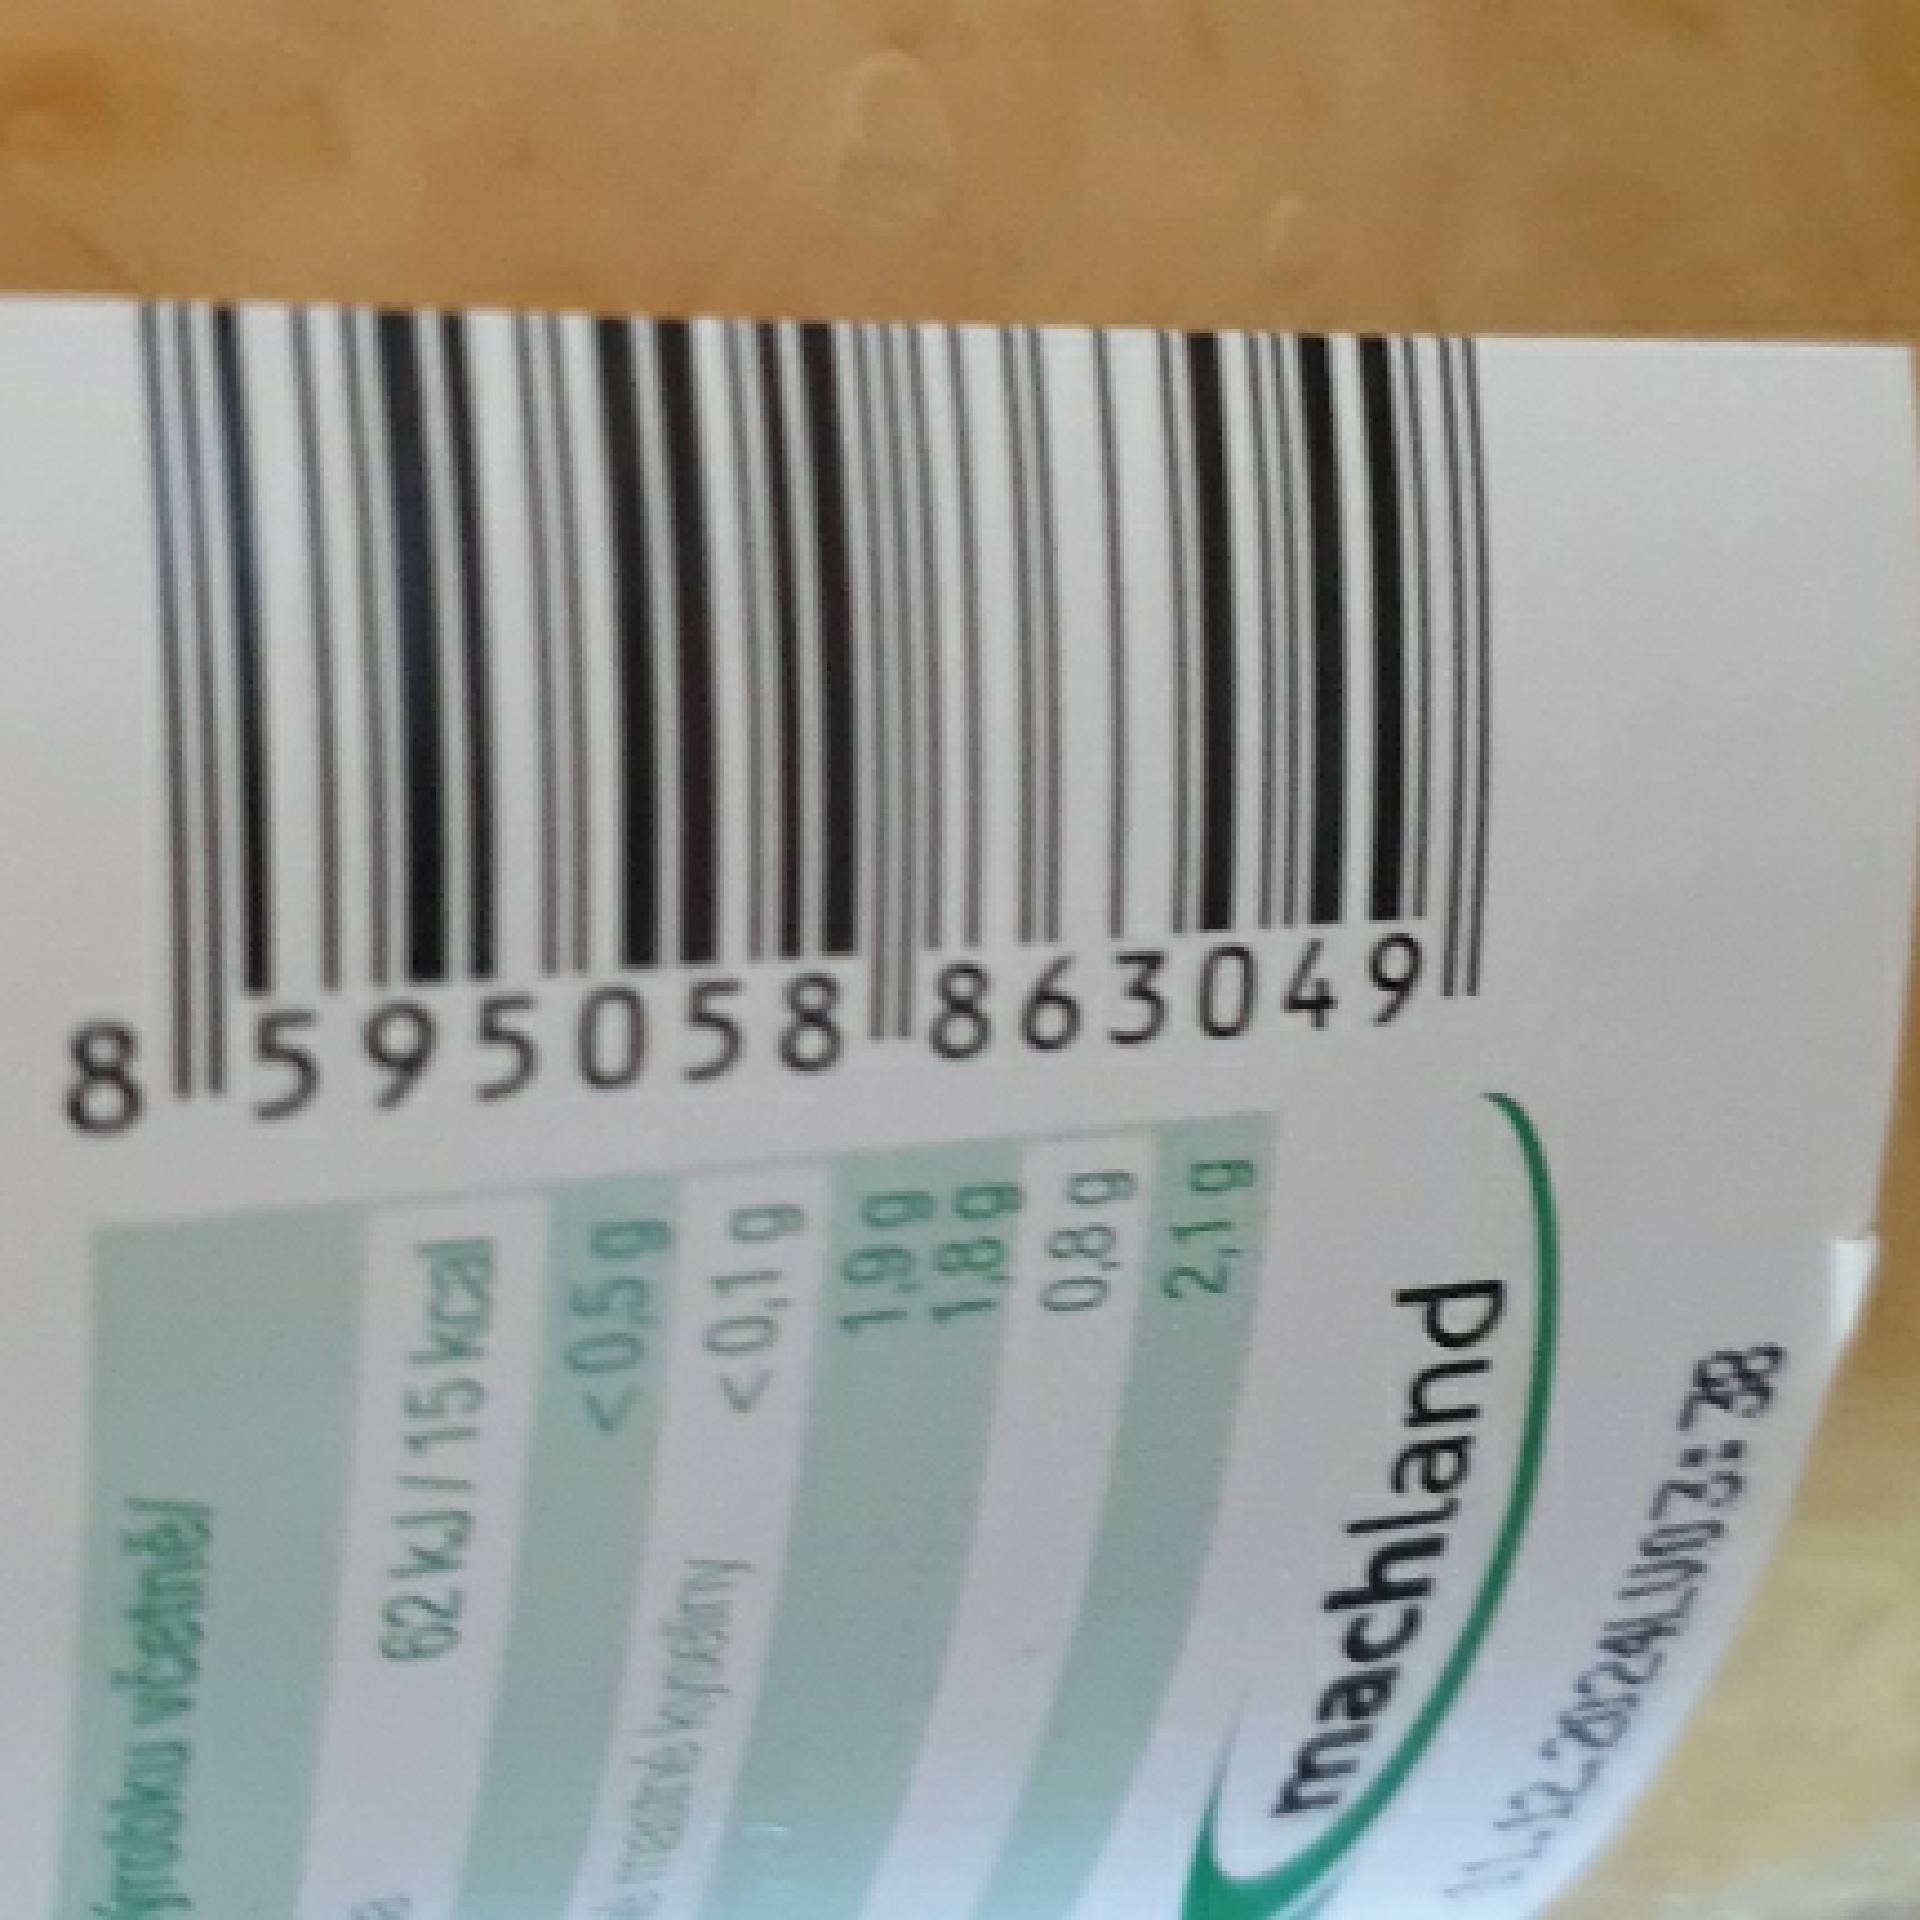 8 595058 863049
62 kJ / 15 kcal
<0,5 g
<0,1 g
1,9 g
1,8 g
0,8 g
2,1 g
machland